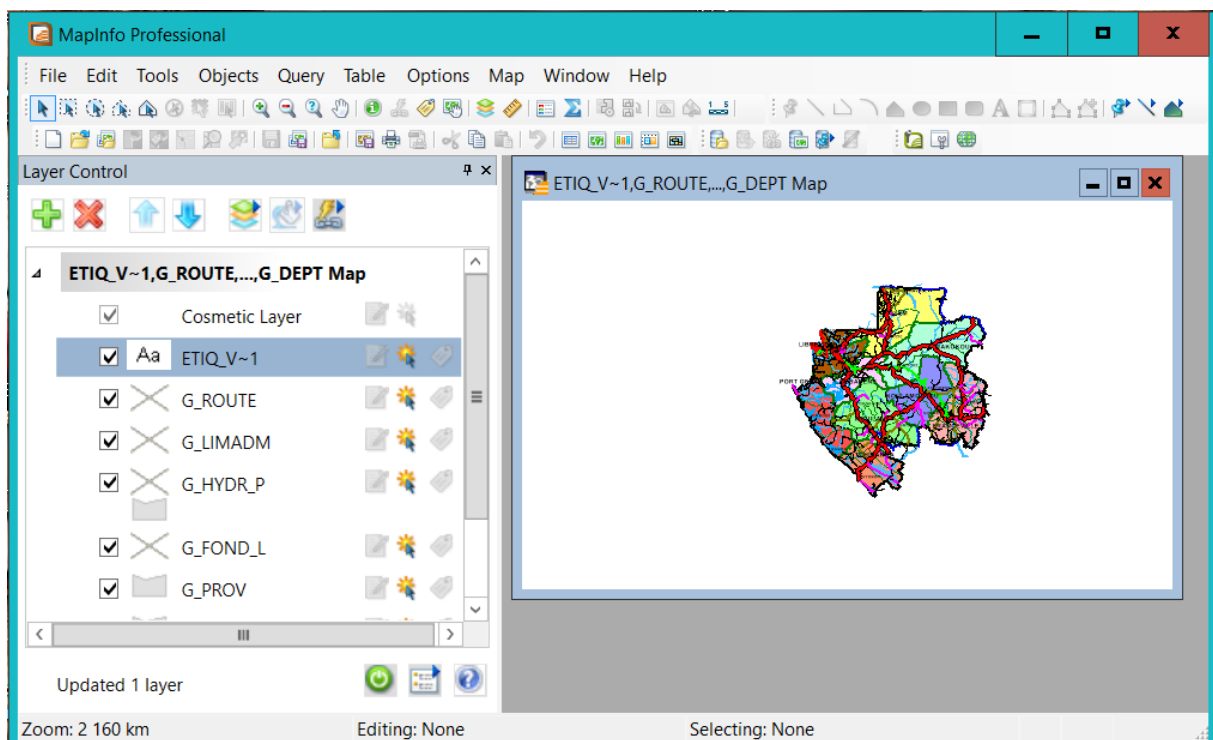 MapInfo Professional
File Edit Tools Objects Query Table Options Map Window Help
Layer Control
ETIQ_V~1,G_ROUTE,...,G_DEPT Map
ETIQ_V~1,G_ROUTE,...,G_DEPT Map
Cosmetic Layer
Aa ETIQ_V~1
G_ROUTE
G_LIMADM
G_HYDR_P
G_FOND_L
G_PROV
Updated 1 layer
Zoom: 2 160 km Editing: None Selecting: None